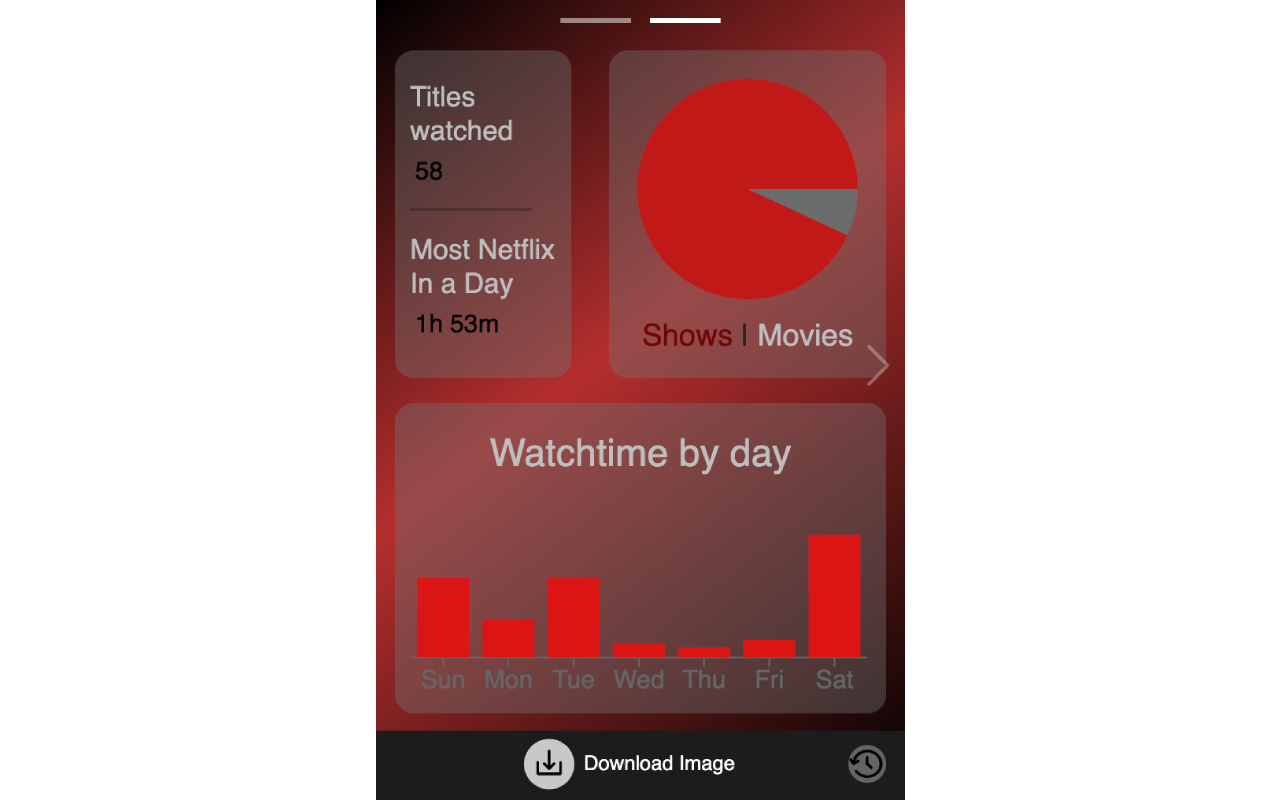 Titles
watched
58
Most Netflix
In a Day
1h 53m
Shows | Movies
Watchtime by day
Sun Mon Tue Wed Thu Fri Sat
Download Image